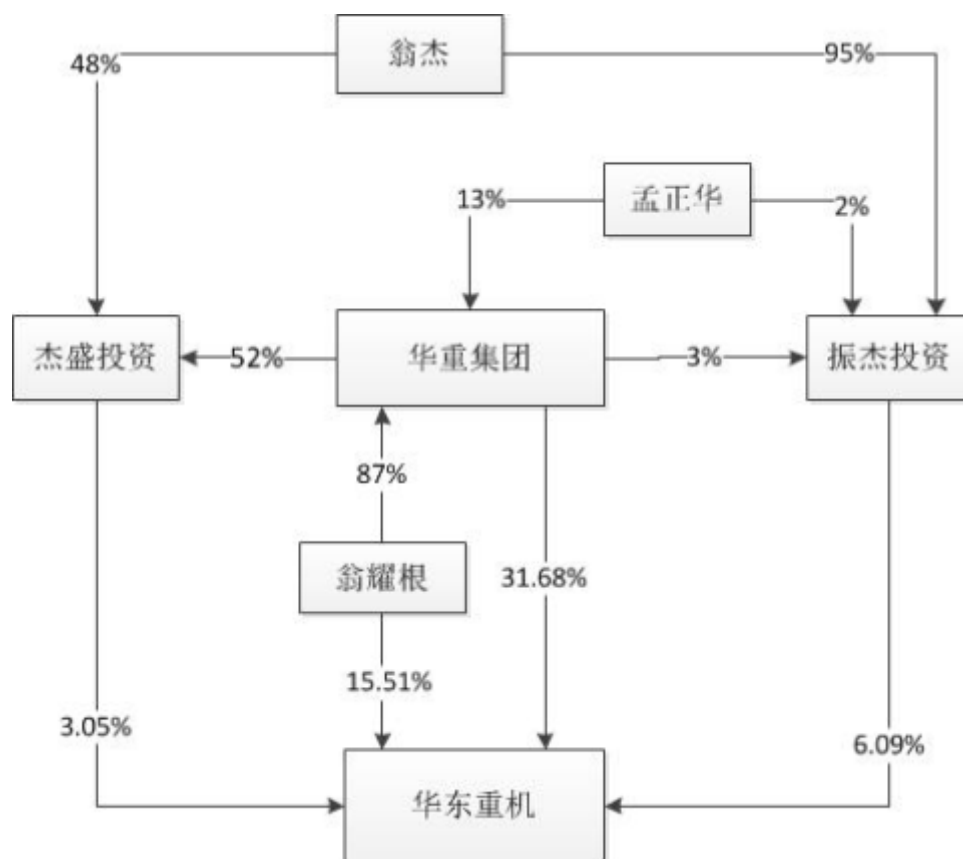 翁杰
48%
95%
孟正华
13%
2%
杰盛投资
52%
华重集团
3%
振杰投资
87%
翁耀根
31.68%
15.51%
3.05%
6.09%
华东重机